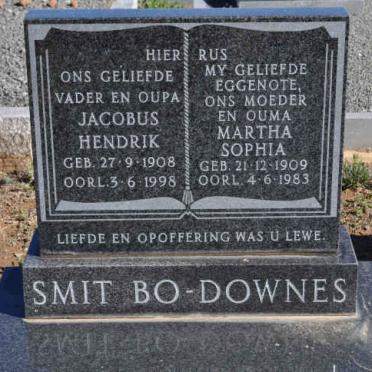 HIER RUS
ONS GELIEFDE
VADER EN OUPA
JACOBUS
HENDRIK
GEB. 27·9·1908
OORL. 3·6·1998
MY GELIEFDE
EGGENOTE,
ONS MOEDER
EN OUMA
MARTHA
SOPHIA
GEB. 21·12·1909
OORL. 4·6·1983
LIEFDE EN OPOFFERING WAS U LEWE.
SMIT BO-DOWNES